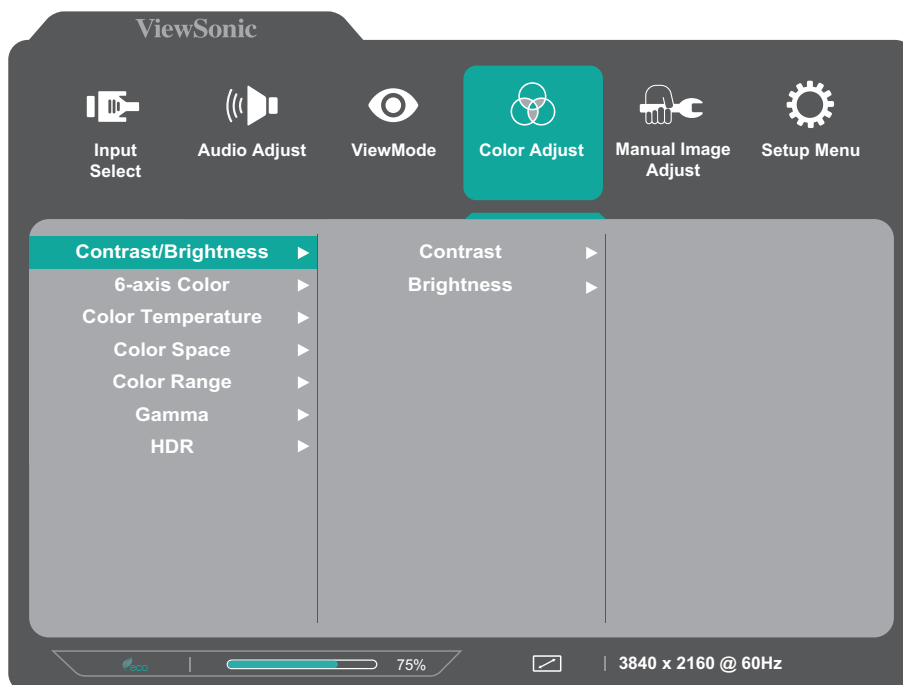 ViewSonic
Input
Select
Audio Adjust
ViewMode
Color Adjust
Manual Image
Adjust
Setup Menu
Contrast/Brightness
6-axis Color
Color Temperature
Color Space
Color Range
Gamma
HDR
Contrast
Brightness
eco
75%
3840 x 2160 @ 60Hz